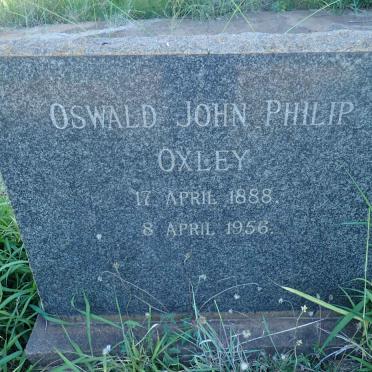 OSWALD JOHN PHILIP
OXLEY
17 APRIL 1888.
8 APRIL 1956.